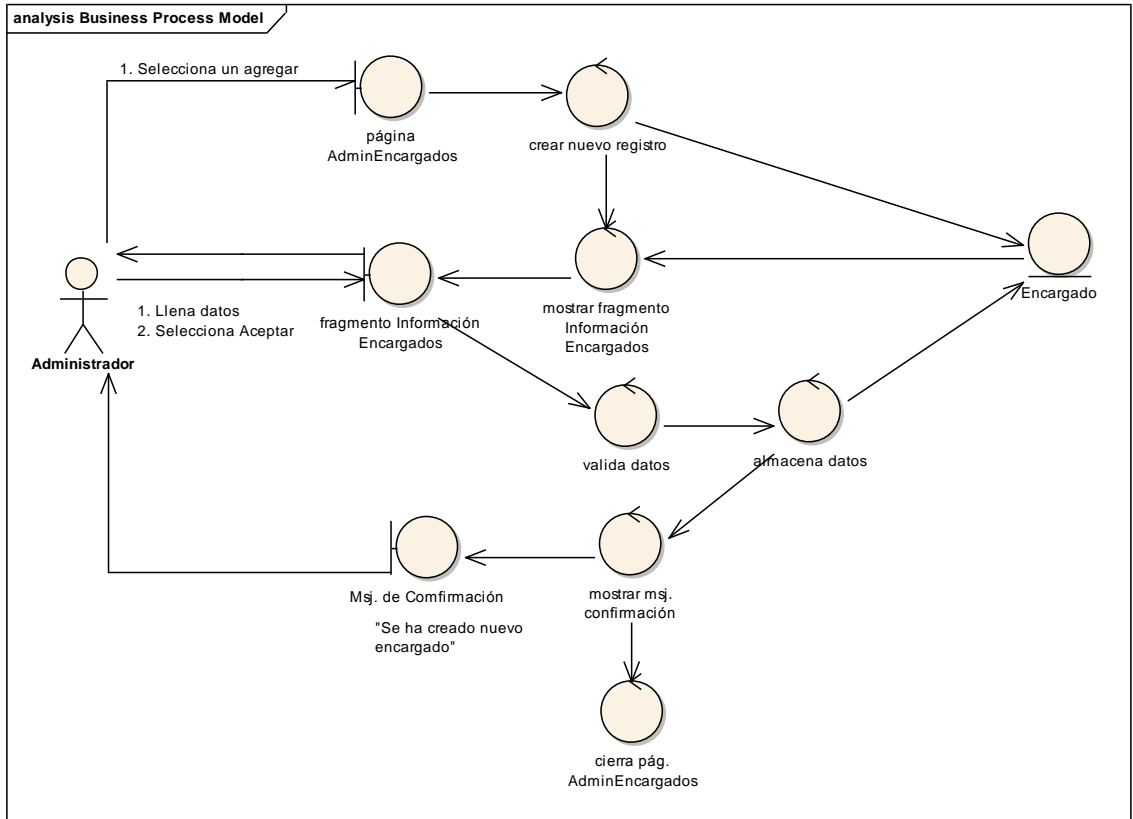 analysis Business Process Model
1. Selecciona un agregar
página
AdminEncargados
crear nuevo registro
Encargado
Administrador
1. Llena datos
2. Selecciona Aceptar
fragmento Información
Encargados
mostrar fragmento
Información
Encargados
valida datos
almacena datos
Msj. de Comfirmación
"Se ha creado nuevo
encargado"
mostrar msj.
confirmación
cierra pág.
AdminEncargados